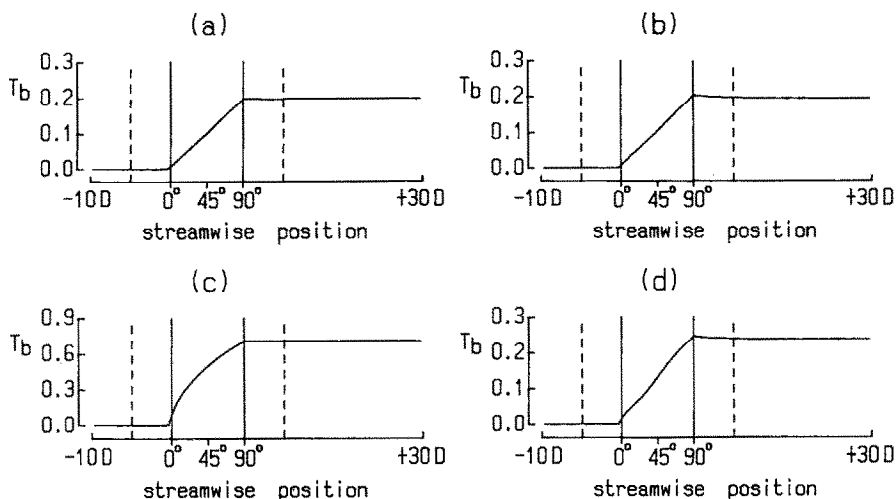 (a)
0.3
T_b 0.2
0.1
0.0
-10D 0° 45° 90° +30D
streamwise position
(b)
0.3
T_b 0.2
0.1
0.0
-10D 0° 45° 90° +30D
streamwise position
(c)
0.9
T_b 0.6
0.3
0.0
-10D 0° 45° 90° +30D
streamwise position
(d)
0.3
T_b 0.2
0.1
0.0
-10D 0° 45° 90° +30D
streamwise position